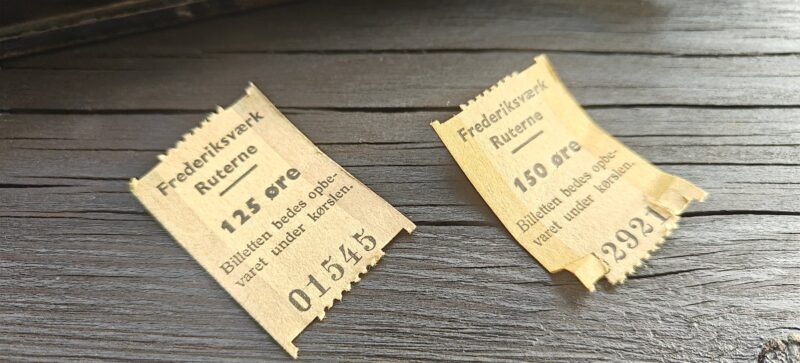 Frederiksværk
Ruterne
125 øre
Billetten bedes opbe-
varet under kørslen.
01545
Frederiksværk
Ruterne
150 øre
Billetten bedes opbe-
varet under kørslen.
2921